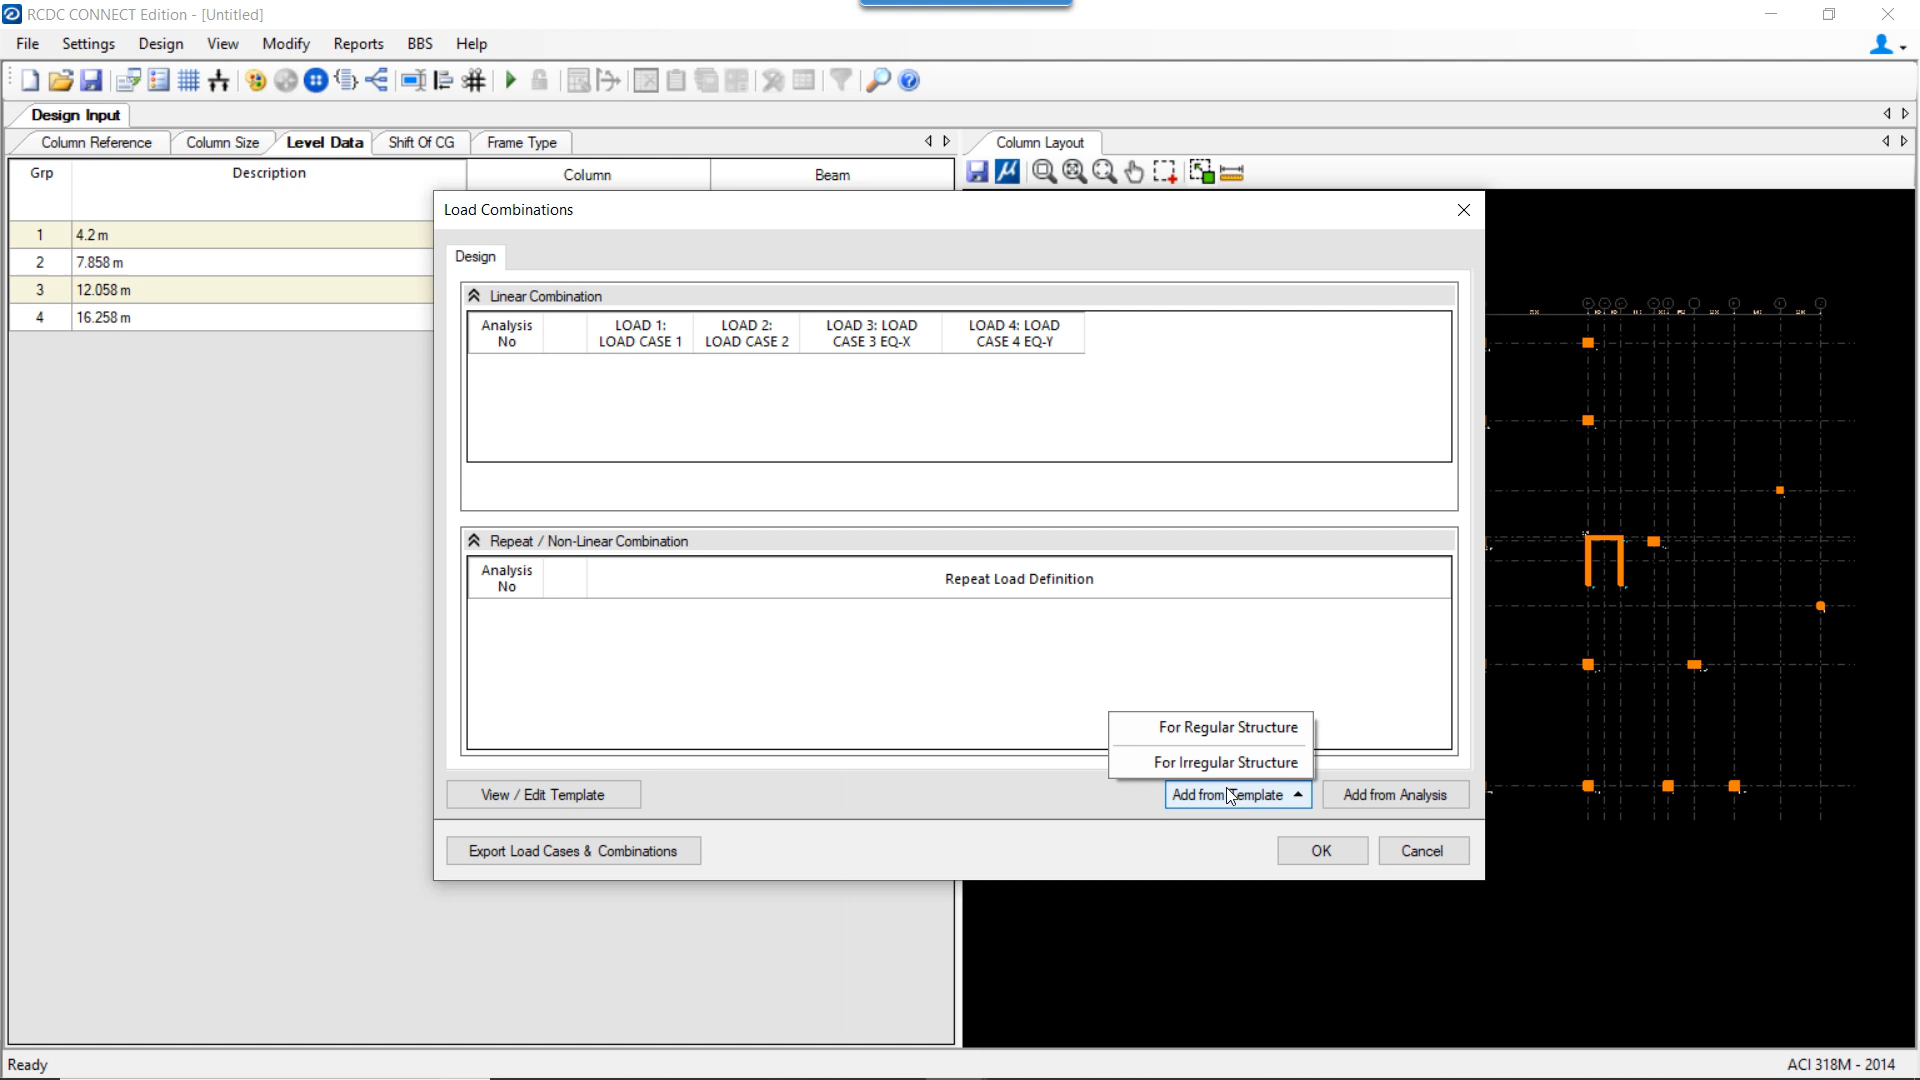 RCDC CONNECT Edition - [Untitled]
File Settings Design View Modify Reports BBS Help
Design Input
Column Reference Column Size Level Data Shift Of CG Frame Type
Column Layout
Grp Description Column Beam
1 4.2 m
2 7.858 m
3 12.058 m
4 16.258 m
Load Combinations
Design
Linear Combination
Analysis No
LOAD 1: LOAD CASE 1
LOAD 2: LOAD CASE 2
LOAD 3: LOAD CASE 3 EQ-X
LOAD 4: LOAD CASE 4 EQ-Y
Repeat / Non-Linear Combination
Analysis No
Repeat Load Definition
For Regular Structure
For Irregular Structure
View / Edit Template
Add from Template
Add from Analysis
Export Load Cases & Combinations
OK
Cancel
Ready
ACI 318M - 2014